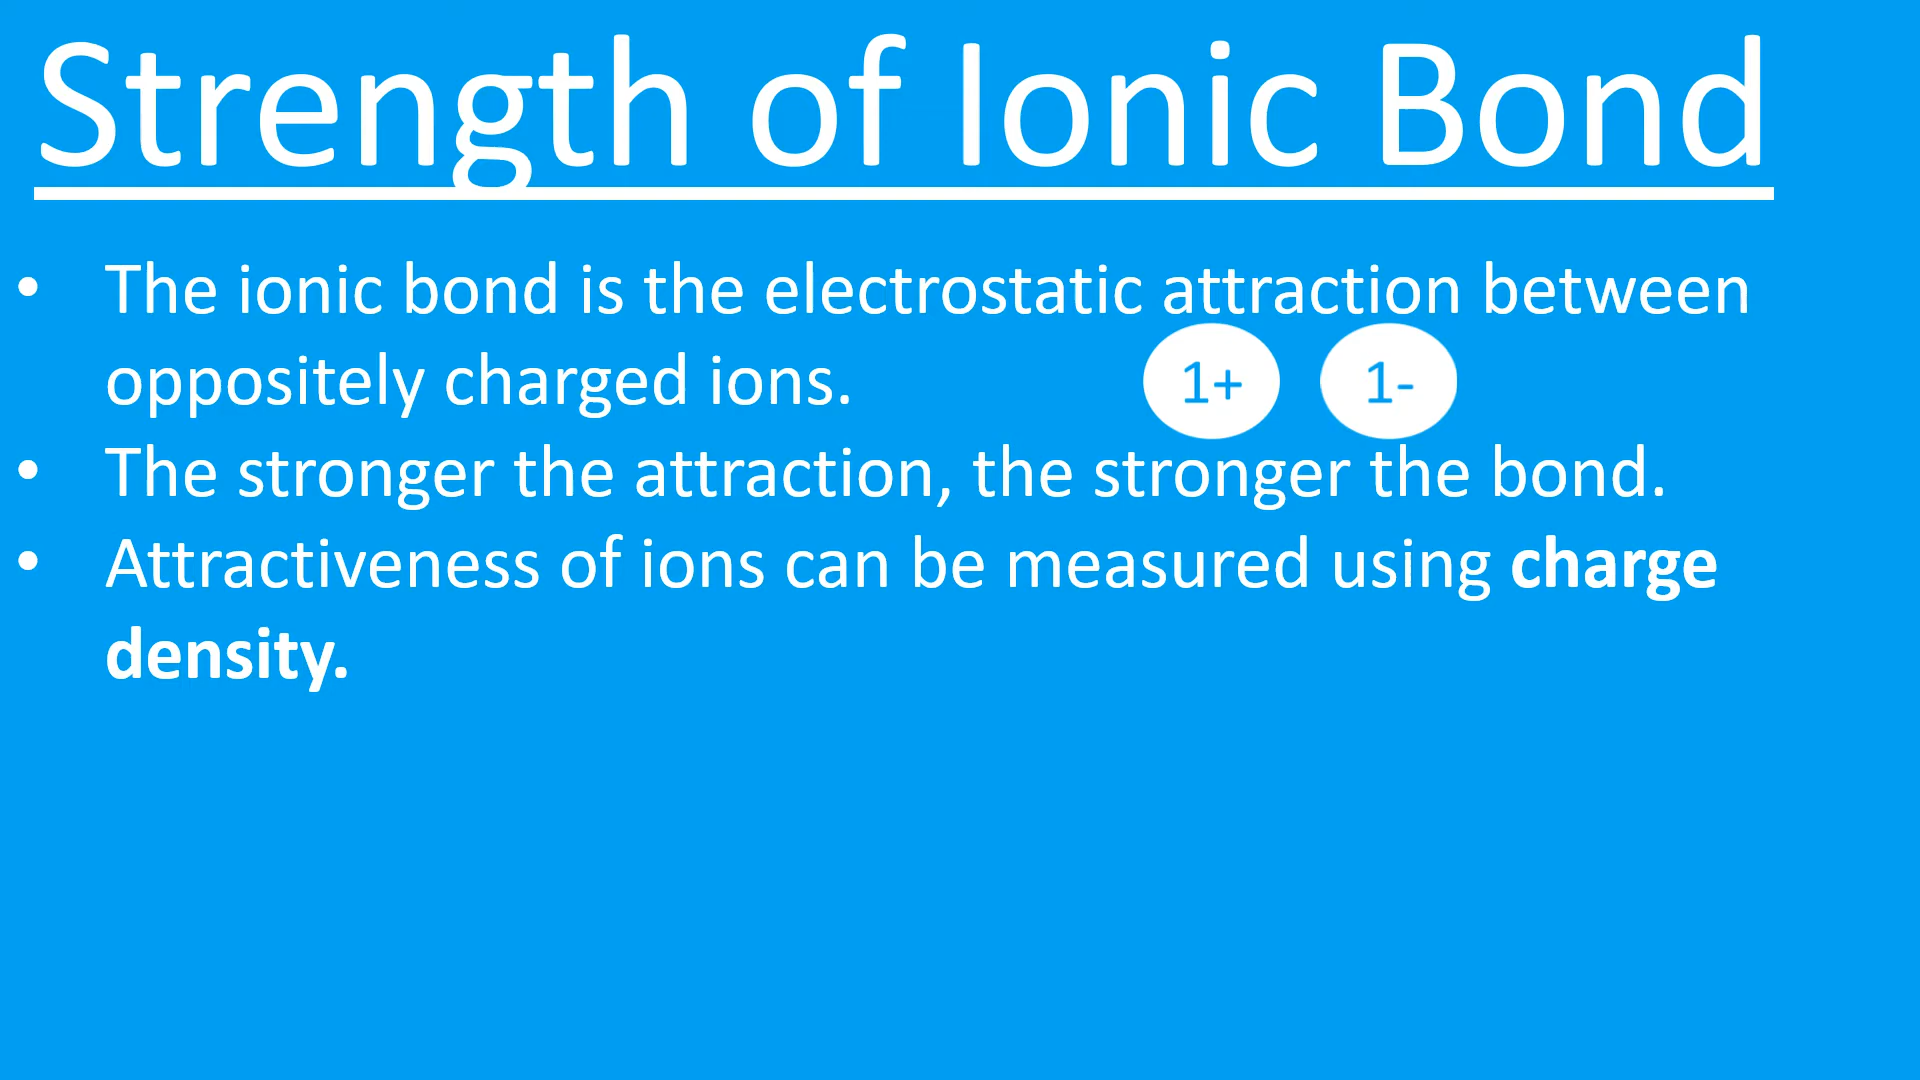 Strength of Ionic Bond
• The ionic bond is the electrostatic attraction between
oppositely charged ions.
1+ 1-
• The stronger the attraction, the stronger the bond.
• Attractiveness of ions can be measured using charge
density.